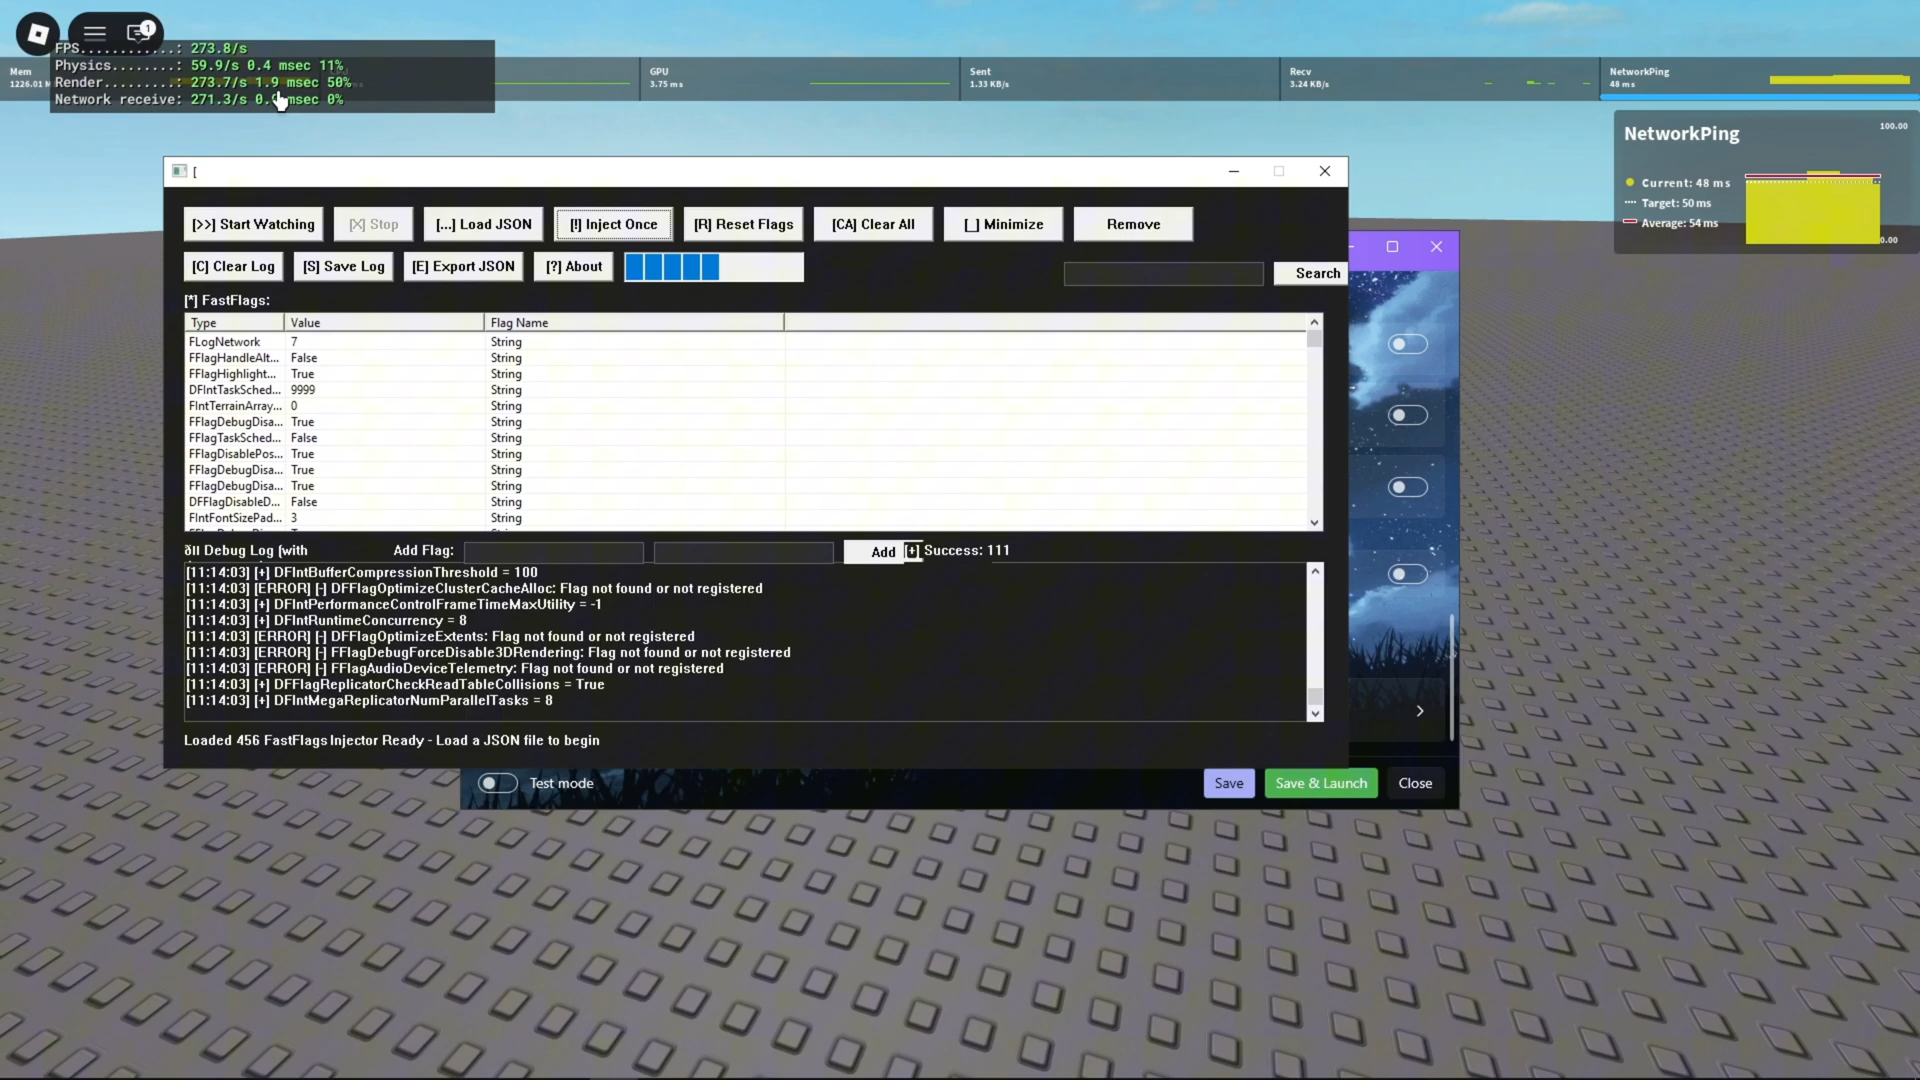 1
FPS............: 273.8/s
Physics........: 59.9/s 0.4 msec 11%
Render.........: 273.7/s 1.9 msec 50%
Network receive: 271.3/s msec 0%
Mem
1226.01 M
GPU
3.75 ms
Sent
1.33 KB/s
Recv
3.24 KB/s
NetworkPing
48 ms
NetworkPing
100.00
Current: 48 ms
Target: 50 ms
Average: 54 ms
0.00
[
[>>] Start Watching
[X] Stop
[...] Load JSON
[!] Inject Once
[R] Reset Flags
[CA] Clear All
[_] Minimize
Remove
[C] Clear Log
[S] Save Log
[E] Export JSON
[?] About
Search
[*] FastFlags:
Type Value Flag Name
FLogNetwork 7 String
FFlagHandleAlt... False String
FFlagHighlight... True String
DFIntTaskSched... 9999 String
FIntTerrainArray... 0 String
FFlagDebugDisa... True String
FFlagTaskSched... False String
FFlagDisablePos... True String
FFlagDebugDisa... True String
FFlagDebugDisa... True String
DFFlagDisableD... False String
FIntFontSizePad... 3 String
Debug Log (with
Add Flag:
Add
[+] Success: 111
[11:14:03] [+] DFIntBufferCompressionThreshold = 100
[11:14:03] [ERROR] [-] DFFlagOptimizeClusterCacheAlloc: Flag not found or not registered
[11:14:03] [+] DFIntPerformanceControlFrameTimeMaxUtility = -1
[11:14:03] [+] DFIntRuntimeConcurrency = 8
[11:14:03] [ERROR] [-] DFFlagOptimizeExtents: Flag not found or not registered
[11:14:03] [ERROR] [-] FFlagDebugForceDisable3DRendering: Flag not found or not registered
[11:14:03] [ERROR] [-] FFlagAudioDeviceTelemetry: Flag not found or not registered
[11:14:03] [+] DFFlagReplicatorCheckReadTableCollisions = True
[11:14:03] [+] DFIntMegaReplicatorNumParallelTasks = 8
Loaded 456 FastFlags Injector Ready - Load a JSON file to begin
Test mode
Save
Save & Launch
Close